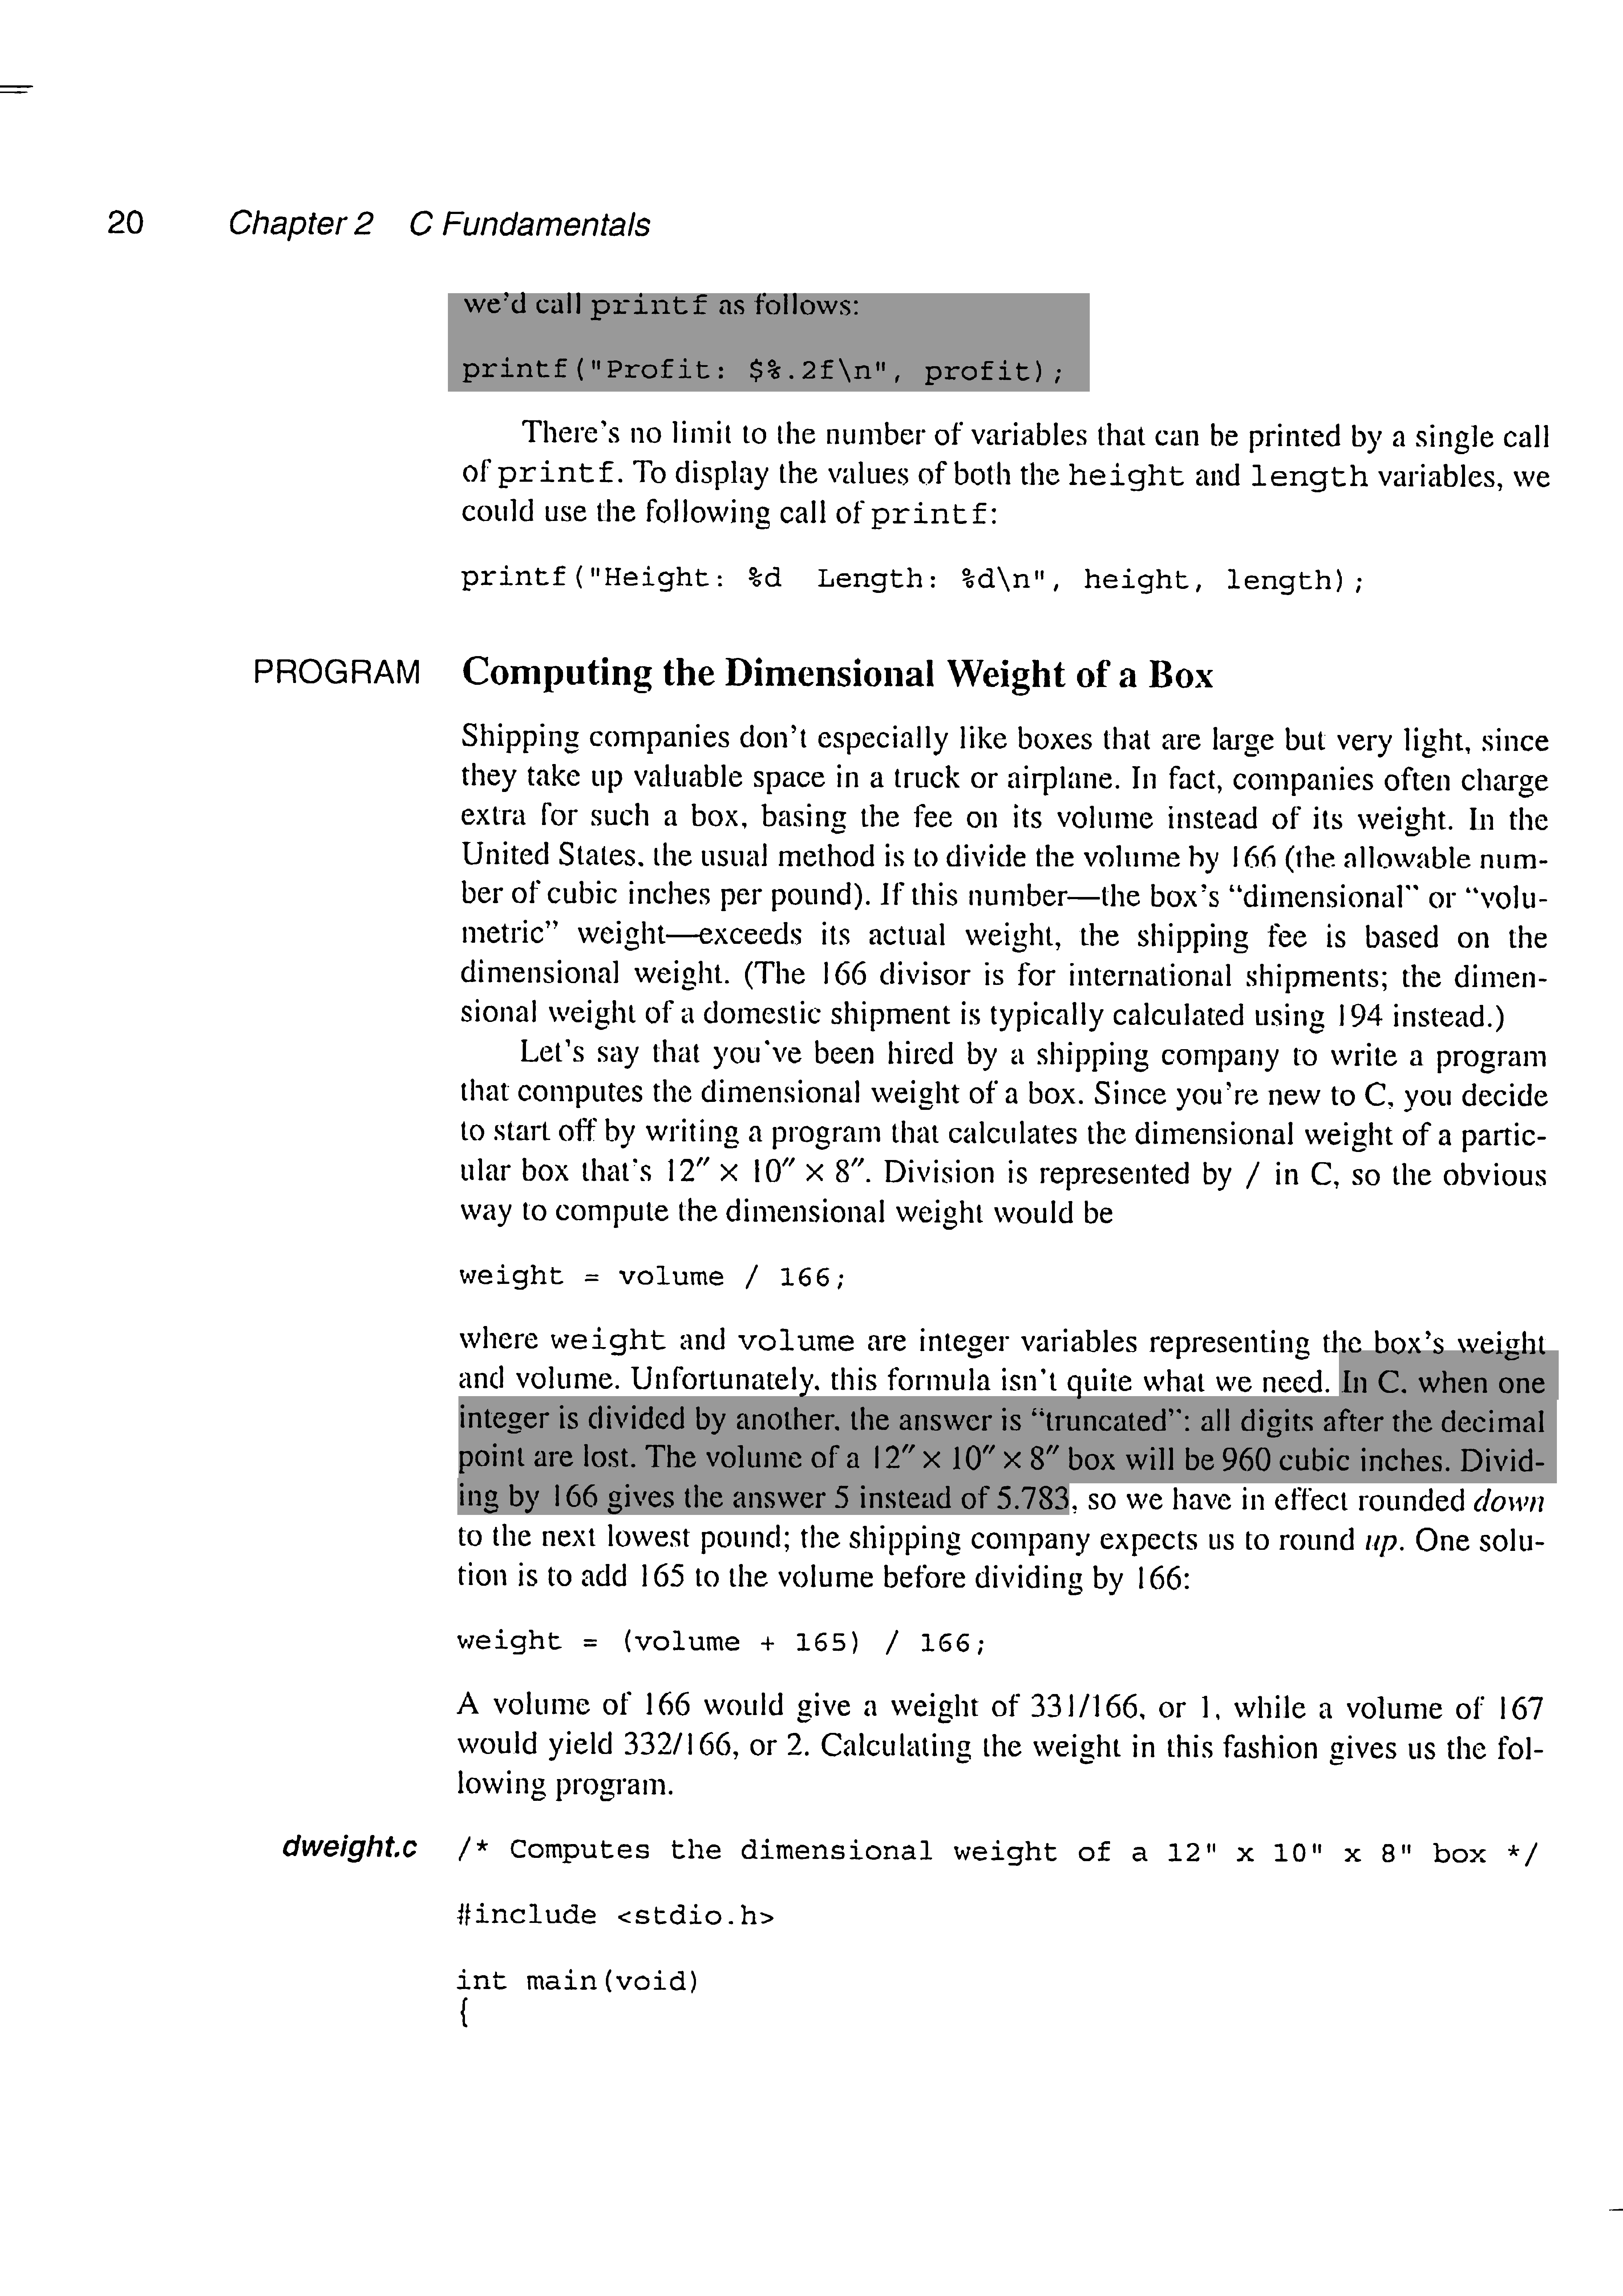 20 Chapter 2 C Fundamentals
we'd call printf as follows:
printf("Profit: $%.2f\n", profit);
There's no limit to the number of variables that can be printed by a single call
of printf. To display the values of both the height and length variables, we
could use the following call of printf:
printf("Height: %d  Length: %d\n", height, length);
PROGRAM Computing the Dimensional Weight of a Box
Shipping companies don't especially like boxes that are large but very light, since
they take up valuable space in a truck or airplane. In fact, companies often charge
extra for such a box, basing the fee on its volume instead of its weight. In the
United States, the usual method is to divide the volume by 166 (the allowable num-
ber of cubic inches per pound). If this number—the box's "dimensional" or "volu-
metric" weight—exceeds its actual weight, the shipping fee is based on the
dimensional weight. (The 166 divisor is for international shipments; the dimen-
sional weight of a domestic shipment is typically calculated using 194 instead.)
Let's say that you've been hired by a shipping company to write a program
that computes the dimensional weight of a box. Since you're new to C, you decide
to start off by writing a program that calculates the dimensional weight of a partic-
ular box that's 12″ × 10″ × 8″. Division is represented by / in C, so the obvious
way to compute the dimensional weight would be
weight = volume / 166;
where weight and volume are integer variables representing the box's weight
and volume. Unfortunately, this formula isn't quite what we need. In C, when one
integer is divided by another, the answer is "truncated": all digits after the decimal
point are lost. The volume of a 12″ × 10″ × 8″ box will be 960 cubic inches. Divid-
ing by 166 gives the answer 5 instead of 5.783, so we have in effect rounded down
to the next lowest pound; the shipping company expects us to round up. One solu-
tion is to add 165 to the volume before dividing by 166:
weight = (volume + 165) / 166;
A volume of 166 would give a weight of 331/166, or 1, while a volume of 167
would yield 332/166, or 2. Calculating the weight in this fashion gives us the fol-
lowing program.
dweight.c /* Computes the dimensional weight of a 12" x 10" x 8" box */
#include <stdio.h>
int main(void)
{